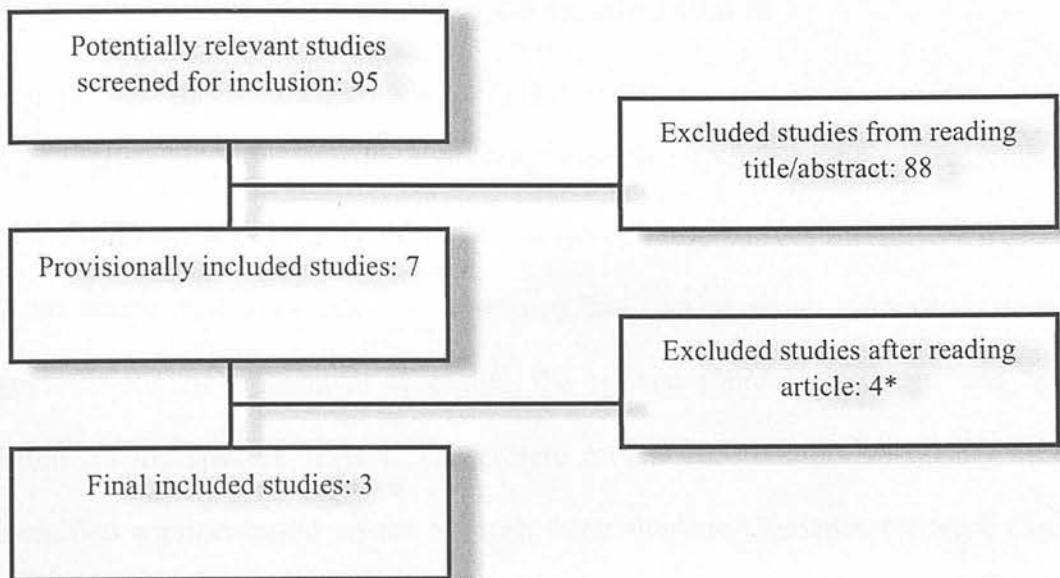 Potentially relevant studies
screened for inclusion: 95
Excluded studies from reading
title/abstract: 88
Provisionally included studies: 7
Excluded studies after reading
article: 4*
Final included studies: 3